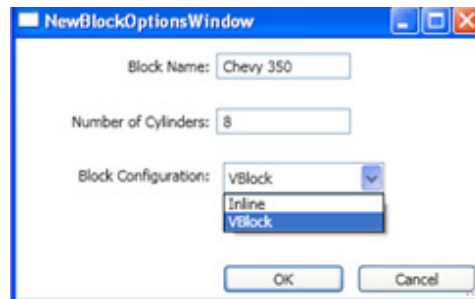 NewBlockOptionsWindow
Block Name: Chevy 350
Number of Cylinders: 8
Block Configuration: VBlock
Inline
VBlock
OK Cancel